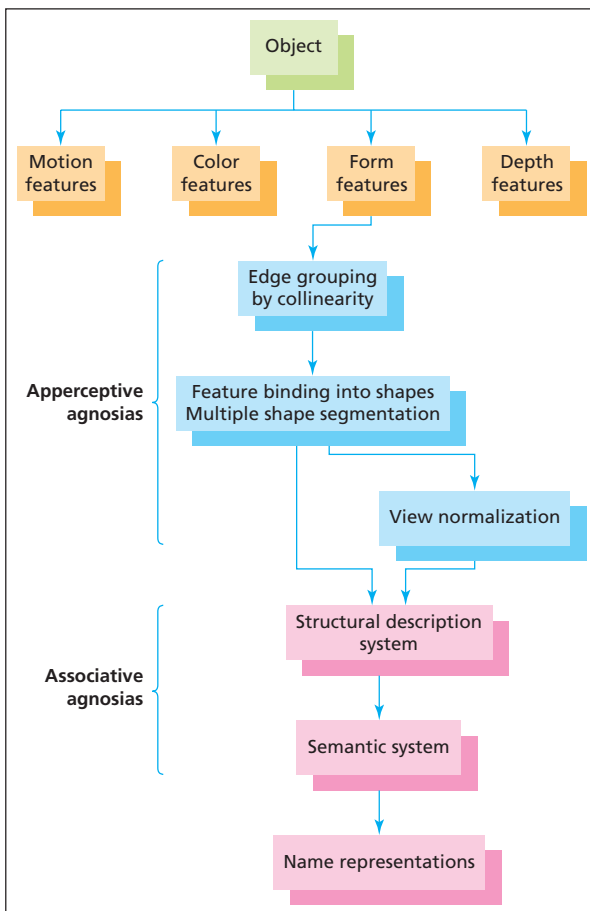 Object
Motion
features
Color
features
Form
features
Depth
features
Edge grouping
by collinearity
Apperceptive
agnosias
Feature binding into shapes
Multiple shape segmentation
View normalization
Structural description
system
Associative
agnosias
Semantic system
Name representations